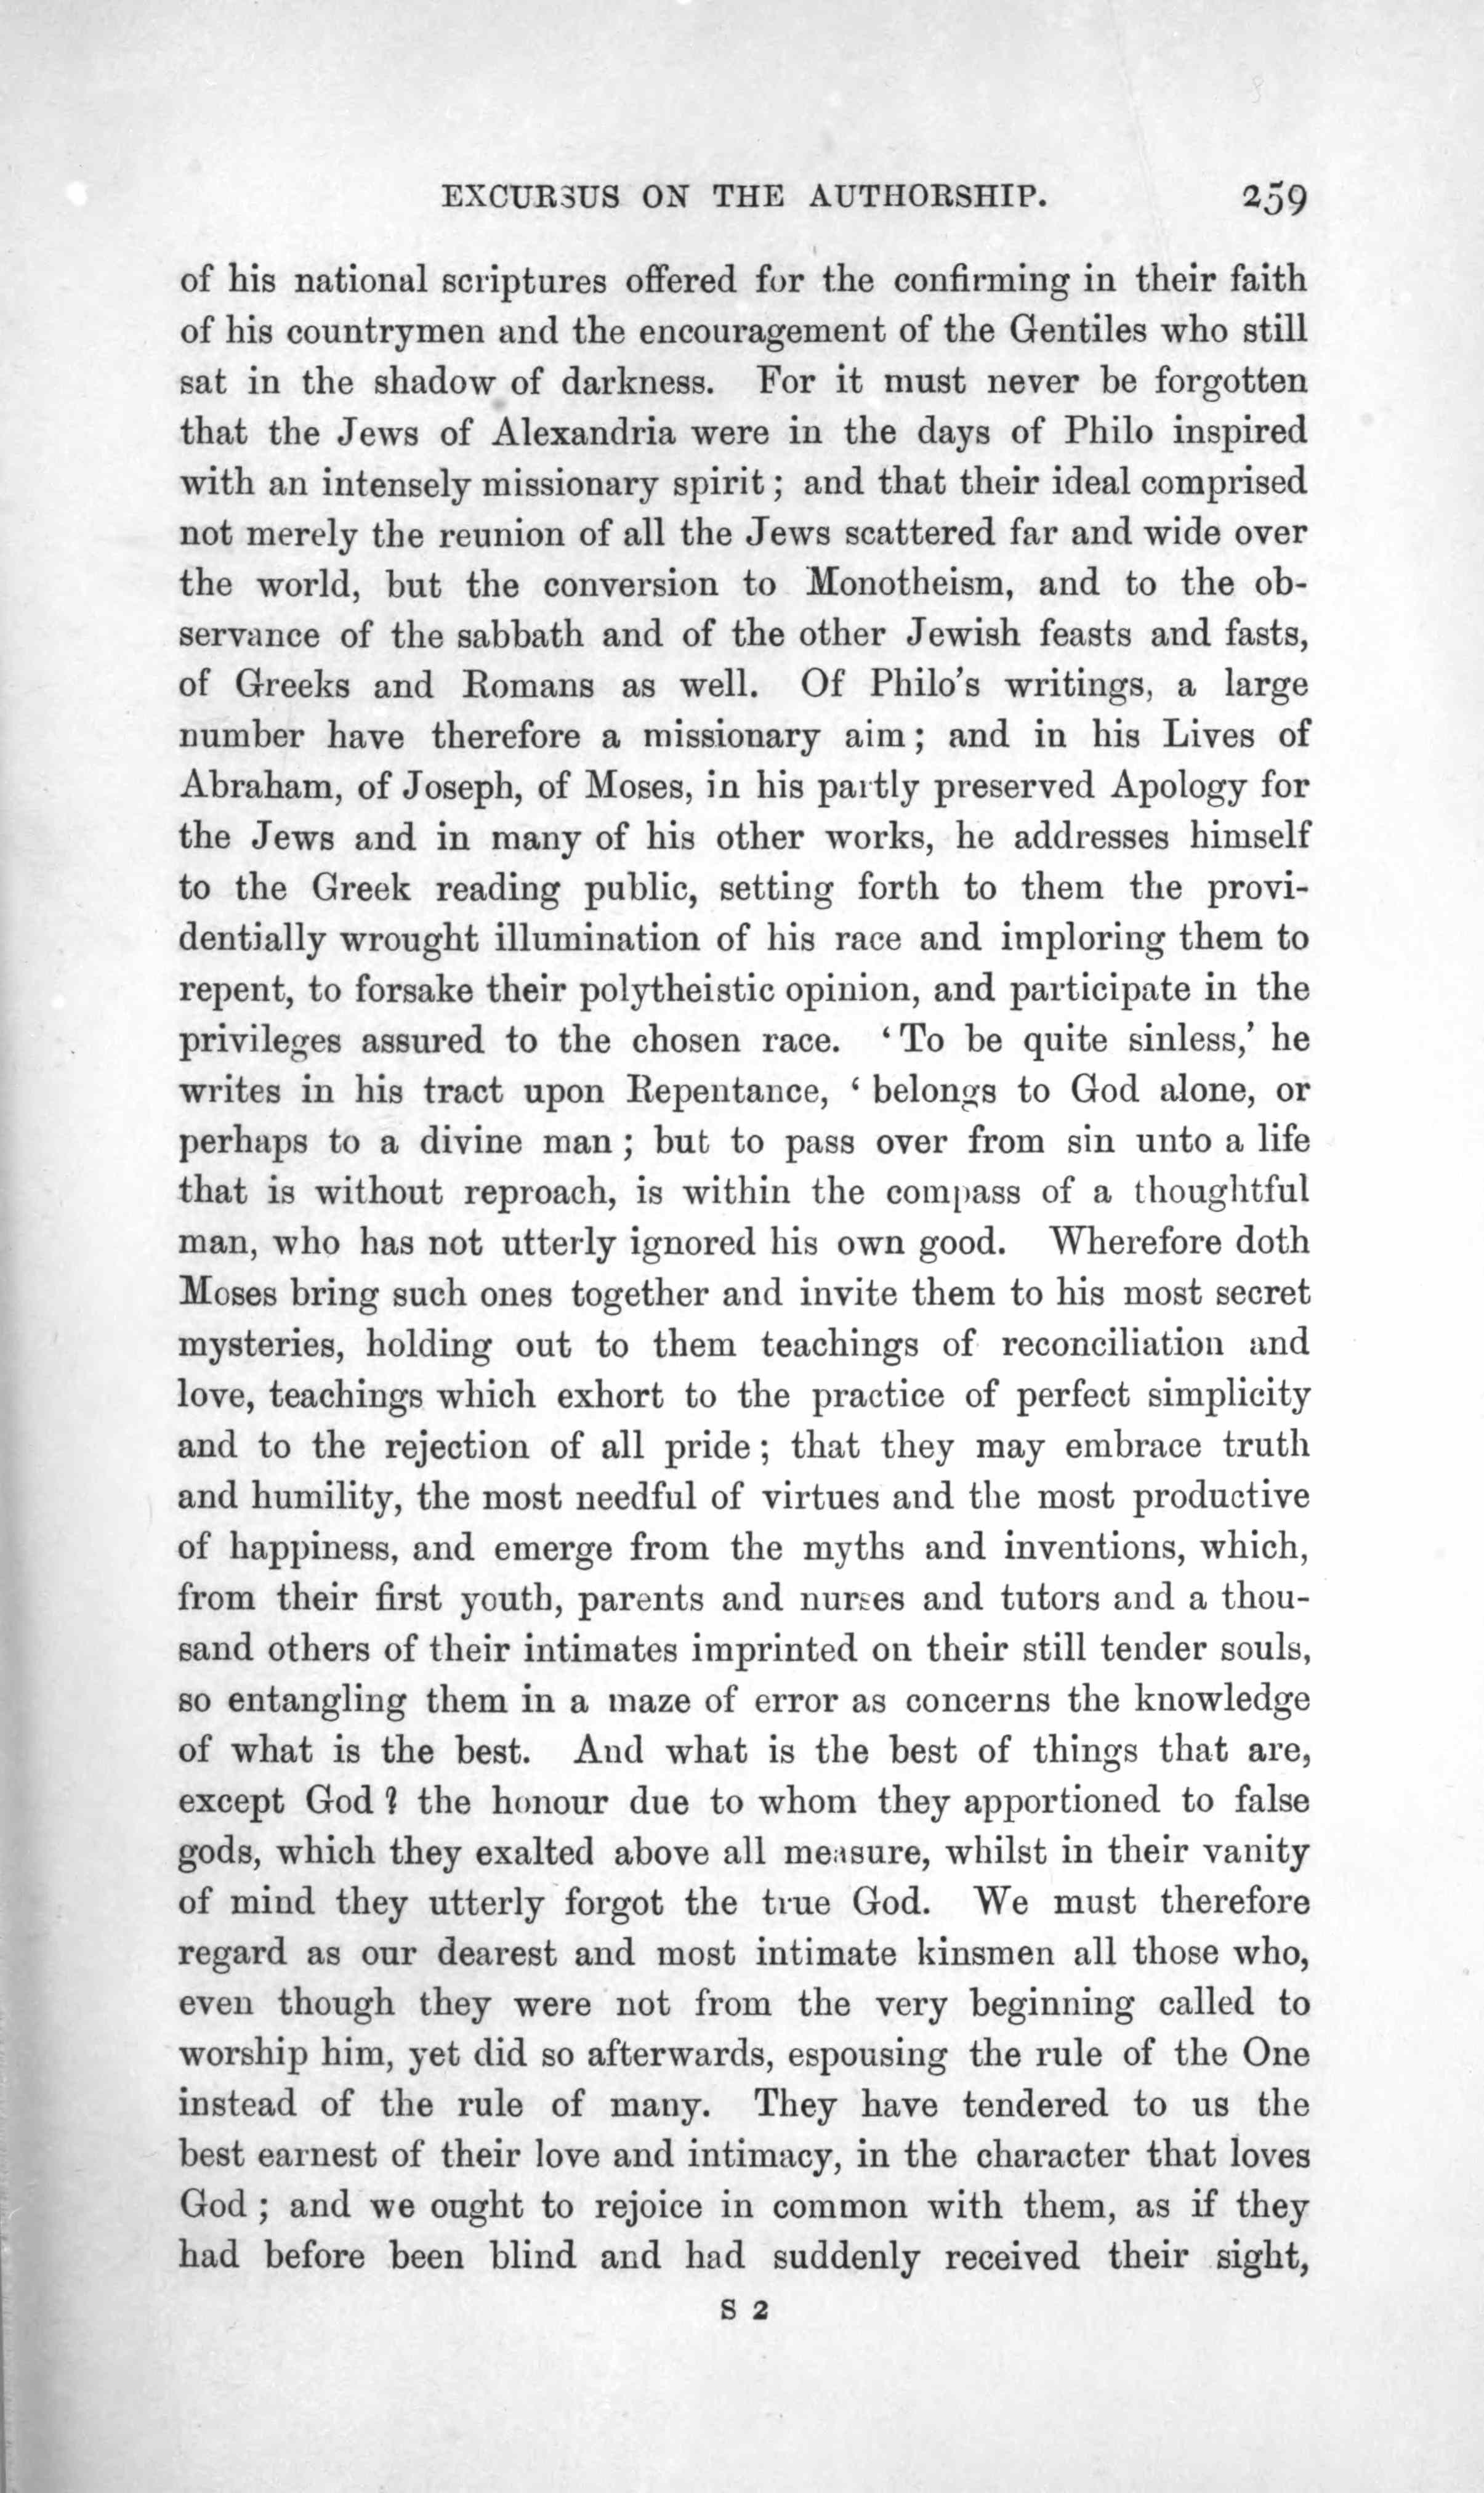 EXCURSUS ON THE AUTHORSHIP. 259
of his national scriptures offered for the confirming in their faith
of his countrymen and the encouragement of the Gentiles who still
sat in the shadow of darkness. For it must never be forgotten
that the Jews of Alexandria were in the days of Philo inspired
with an intensely missionary spirit; and that their ideal comprised
not merely the reunion of all the Jews scattered far and wide over
the world, but the conversion to Monotheism, and to the ob-
servance of the sabbath and of the other Jewish feasts and fasts,
of Greeks and Romans as well. Of Philo's writings, a large
number have therefore a missionary aim; and in his Lives of
Abraham, of Joseph, of Moses, in his partly preserved Apology for
the Jews and in many of his other works, he addresses himself
to the Greek reading public, setting forth to them the provi-
dentially wrought illumination of his race and imploring them to
repent, to forsake their polytheistic opinion, and participate in the
privileges assured to the chosen race. 'To be quite sinless,' he
writes in his tract upon Repentance, 'belongs to God alone, or
perhaps to a divine man; but to pass over from sin unto a life
that is without reproach, is within the compass of a thoughtful
man, who has not utterly ignored his own good. Wherefore doth
Moses bring such ones together and invite them to his most secret
mysteries, holding out to them teachings of reconciliation and
love, teachings which exhort to the practice of perfect simplicity
and to the rejection of all pride; that they may embrace truth
and humility, the most needful of virtues and the most productive
of happiness, and emerge from the myths and inventions, which,
from their first youth, parents and nurses and tutors and a thou-
sand others of their intimates imprinted on their still tender souls,
so entangling them in a maze of error as concerns the knowledge
of what is the best. And what is the best of things that are,
except God? the honour due to whom they apportioned to false
gods, which they exalted above all measure, whilst in their vanity
of mind they utterly forgot the true God. We must therefore
regard as our dearest and most intimate kinsmen all those who,
even though they were not from the very beginning called to
worship him, yet did so afterwards, espousing the rule of the One
instead of the rule of many. They have tendered to us the
best earnest of their love and intimacy, in the character that loves
God; and we ought to rejoice in common with them, as if they
had before been blind and had suddenly received their sight,
S 2